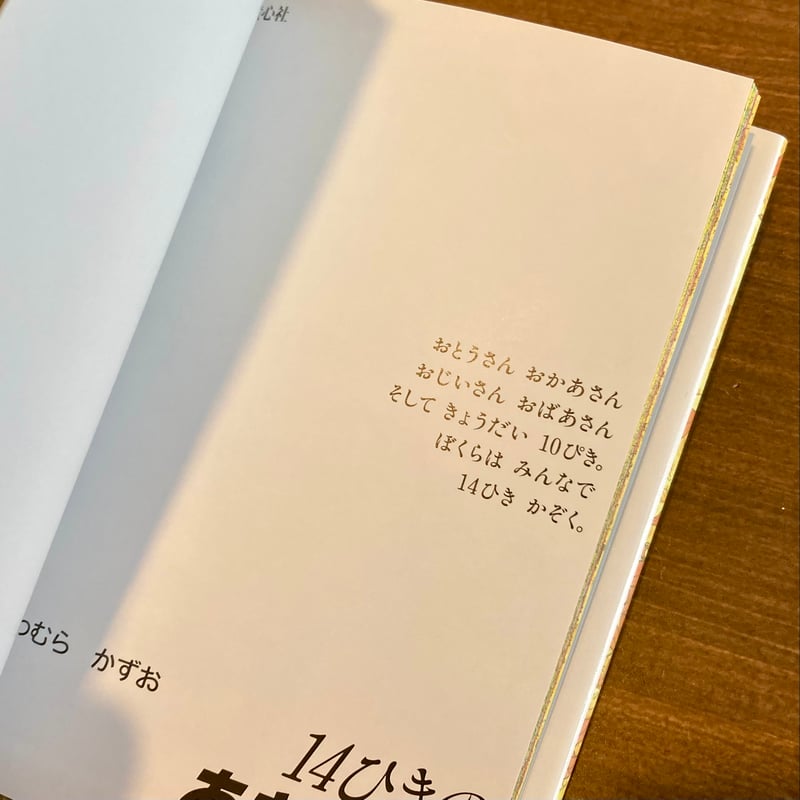 心社
おとうさん おかあさん
おじいさん おばあさん
そして きょうだい 10ぴき。
ぼくらは みんなで
14ひき かぞく。
むら かずお
14ひきの